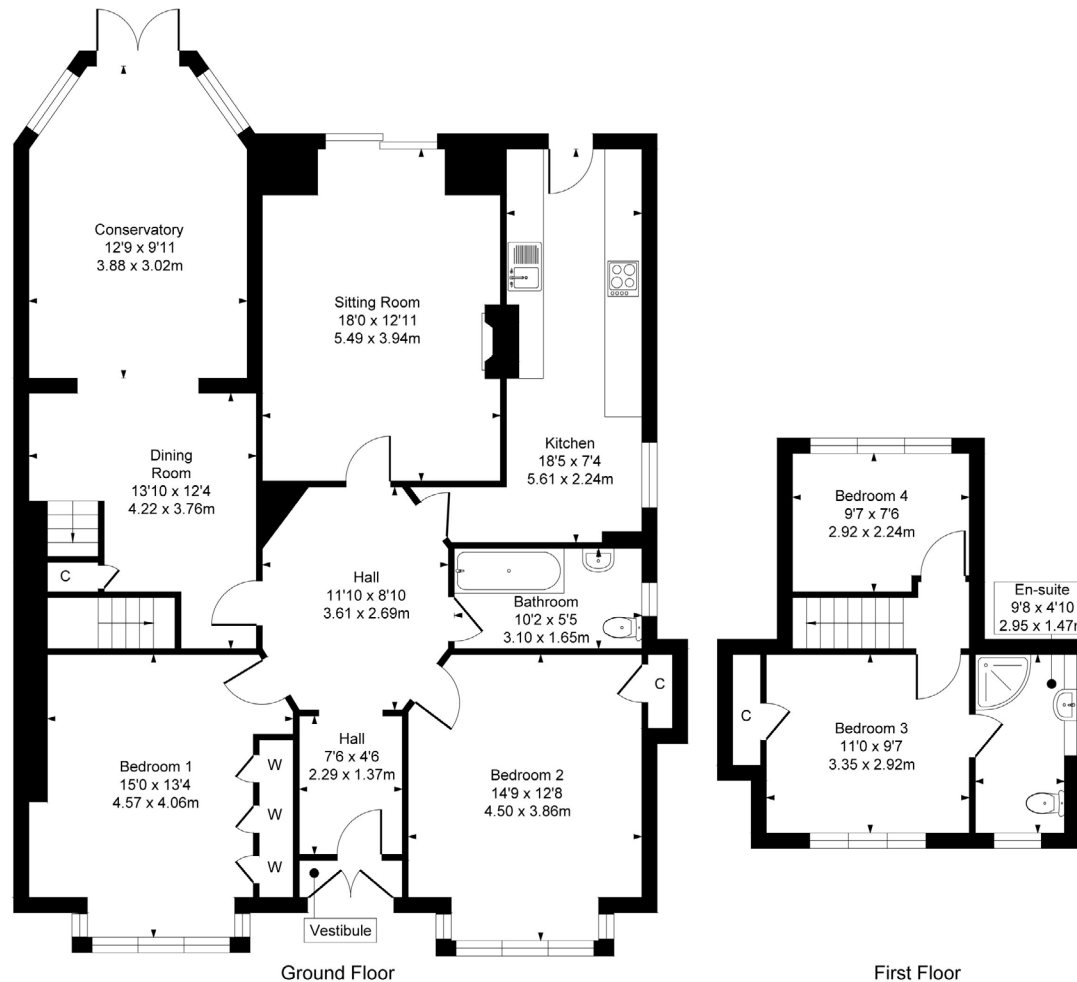 Conservatory
12'9 x 9'11
3.88 x 3.02m
Sitting Room
18'0 x 12'11
5.49 x 3.94m
Kitchen
18'5 x 7'4
5.61 x 2.24m
Dining
Room
13'10 x 12'4
4.22 x 3.76m
C
Hall
11'10 x 8'10
3.61 x 2.69m
Bathroom
10'2 x 5'5
3.10 x 1.65m
Bedroom 1
15'0 x 13'4
4.57 x 4.06m
W
W
W
Hall
7'6 x 4'6
2.29 x 1.37m
Bedroom 2
14'9 x 12'8
4.50 x 3.86m
C
Vestibule
Ground Floor
Bedroom 4
9'7 x 7'6
2.92 x 2.24m
En-suite
9'8 x 4'10
2.95 x 1.47m
C
Bedroom 3
11'0 x 9'7
3.35 x 2.92m
First Floor